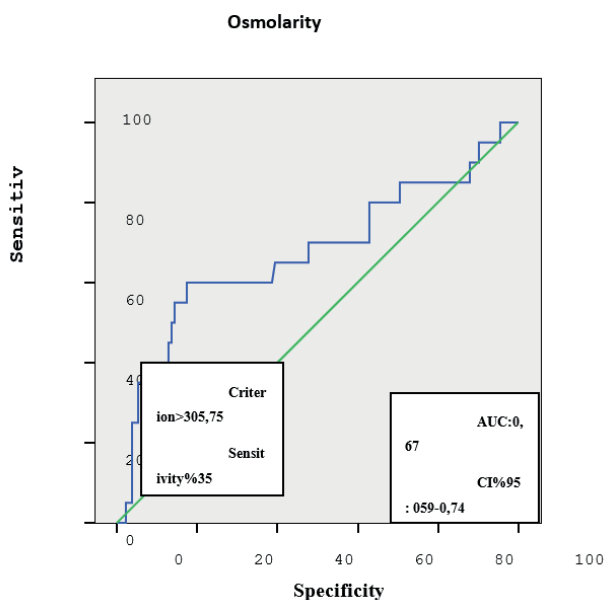 Osmolarity
Sensitiv
100
80
60
40
20
0
Criter
ion>305,75
Sensit
ivity%35
AUC:0,
67
CI%95
: 059-0,74
0 20 40 60 80 100
Specificity